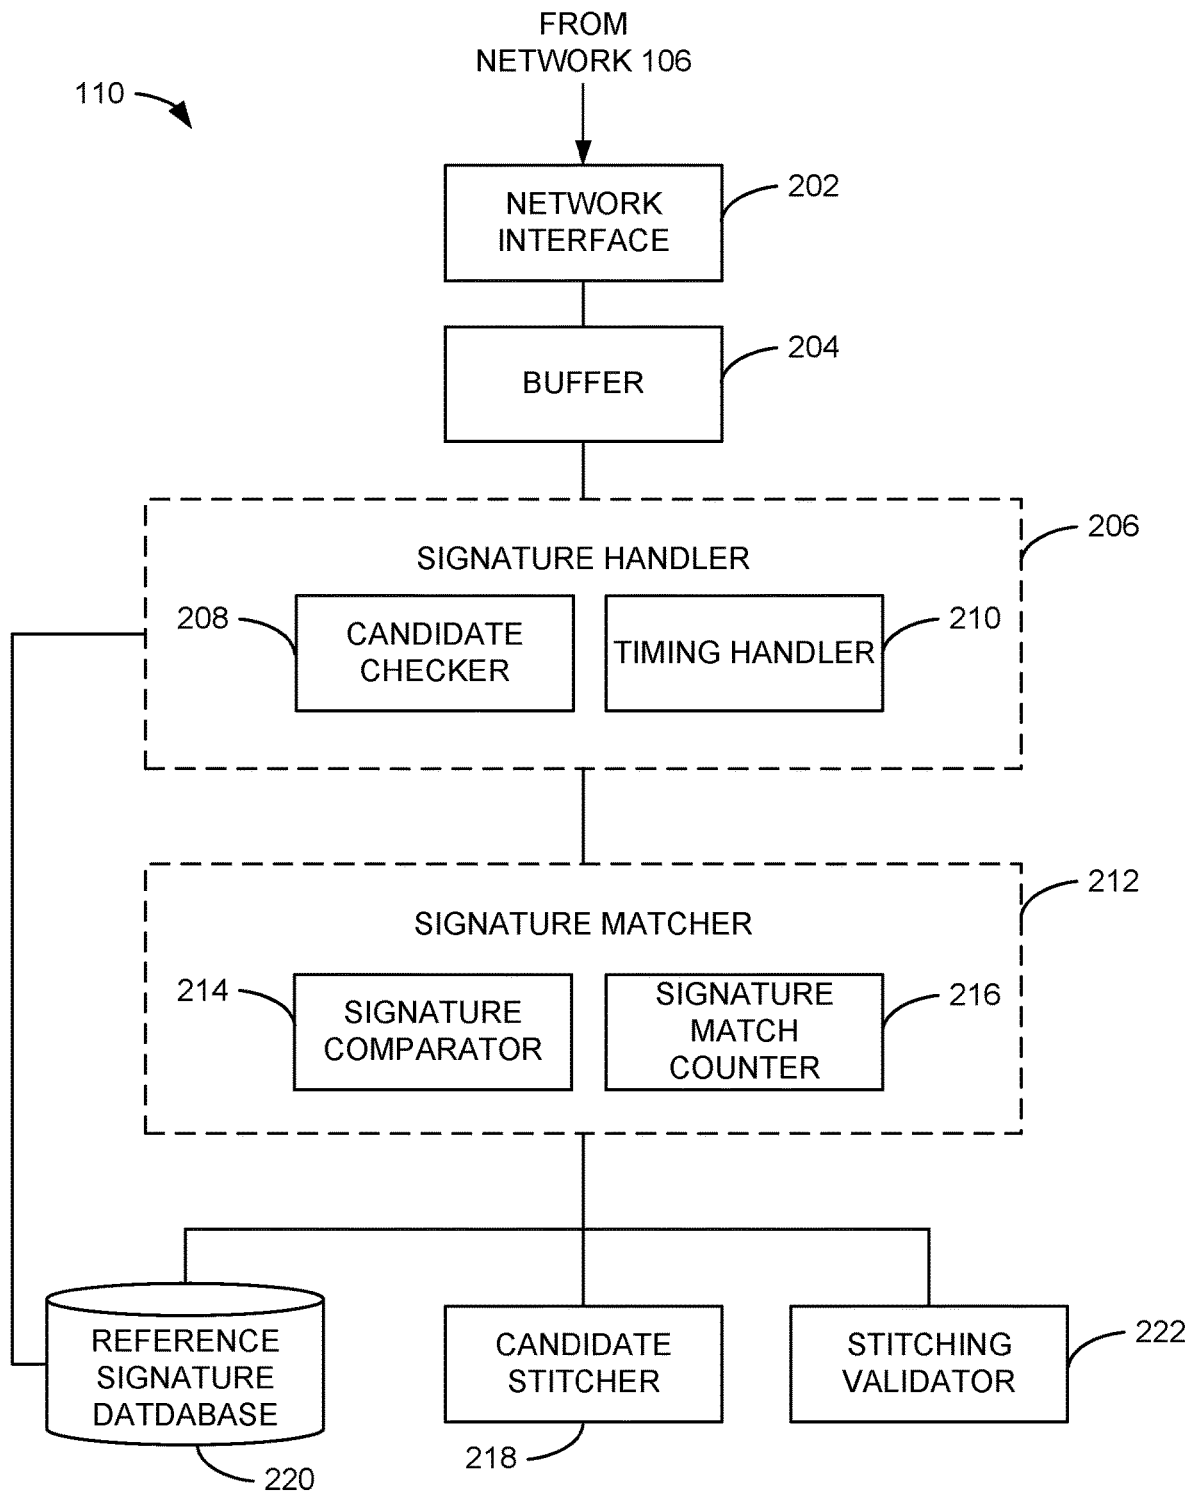 FROM
NETWORK 106
110
NETWORK
INTERFACE
202
BUFFER
204
206
SIGNATURE HANDLER
208
CANDIDATE
CHECKER
TIMING HANDLER
210
212
SIGNATURE MATCHER
214
SIGNATURE
COMPARATOR
SIGNATURE
MATCH
COUNTER
216
REFERENCE
SIGNATURE
DATDABASE
220
CANDIDATE
STITCHER
218
STITCHING
VALIDATOR
222